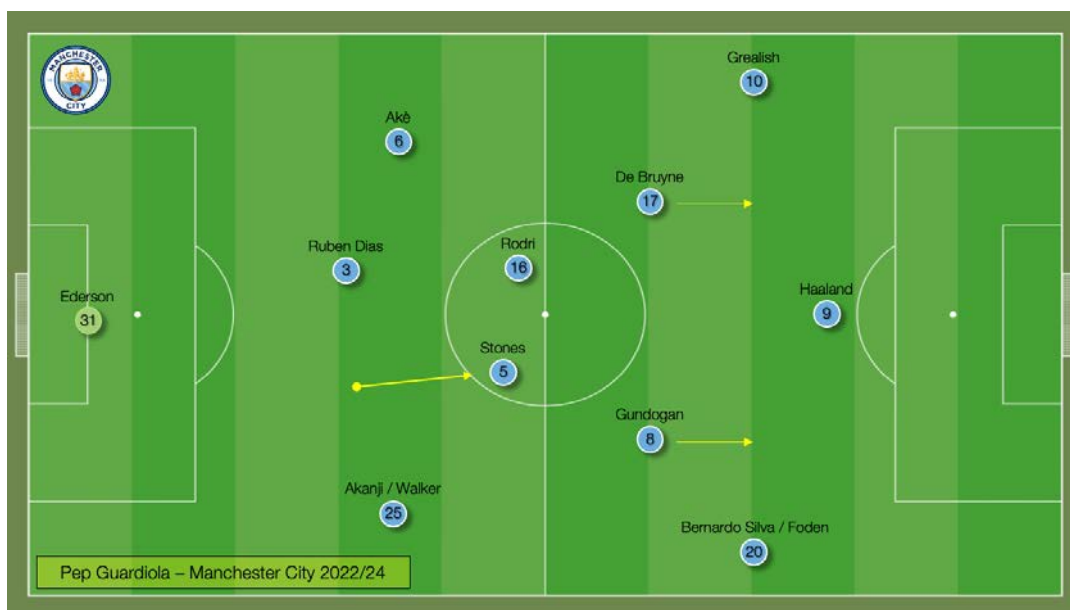 MANCHESTER
CITY
Grealish
10
Akè
6
De Bruyne
17
Ruben Dias
3
Rodri
16
Haaland
9
Ederson
31
Stones
5
Gundogan
8
Akanji / Walker
25
Bernardo Silva / Foden
20
Pep Guardiola – Manchester City 2022/24